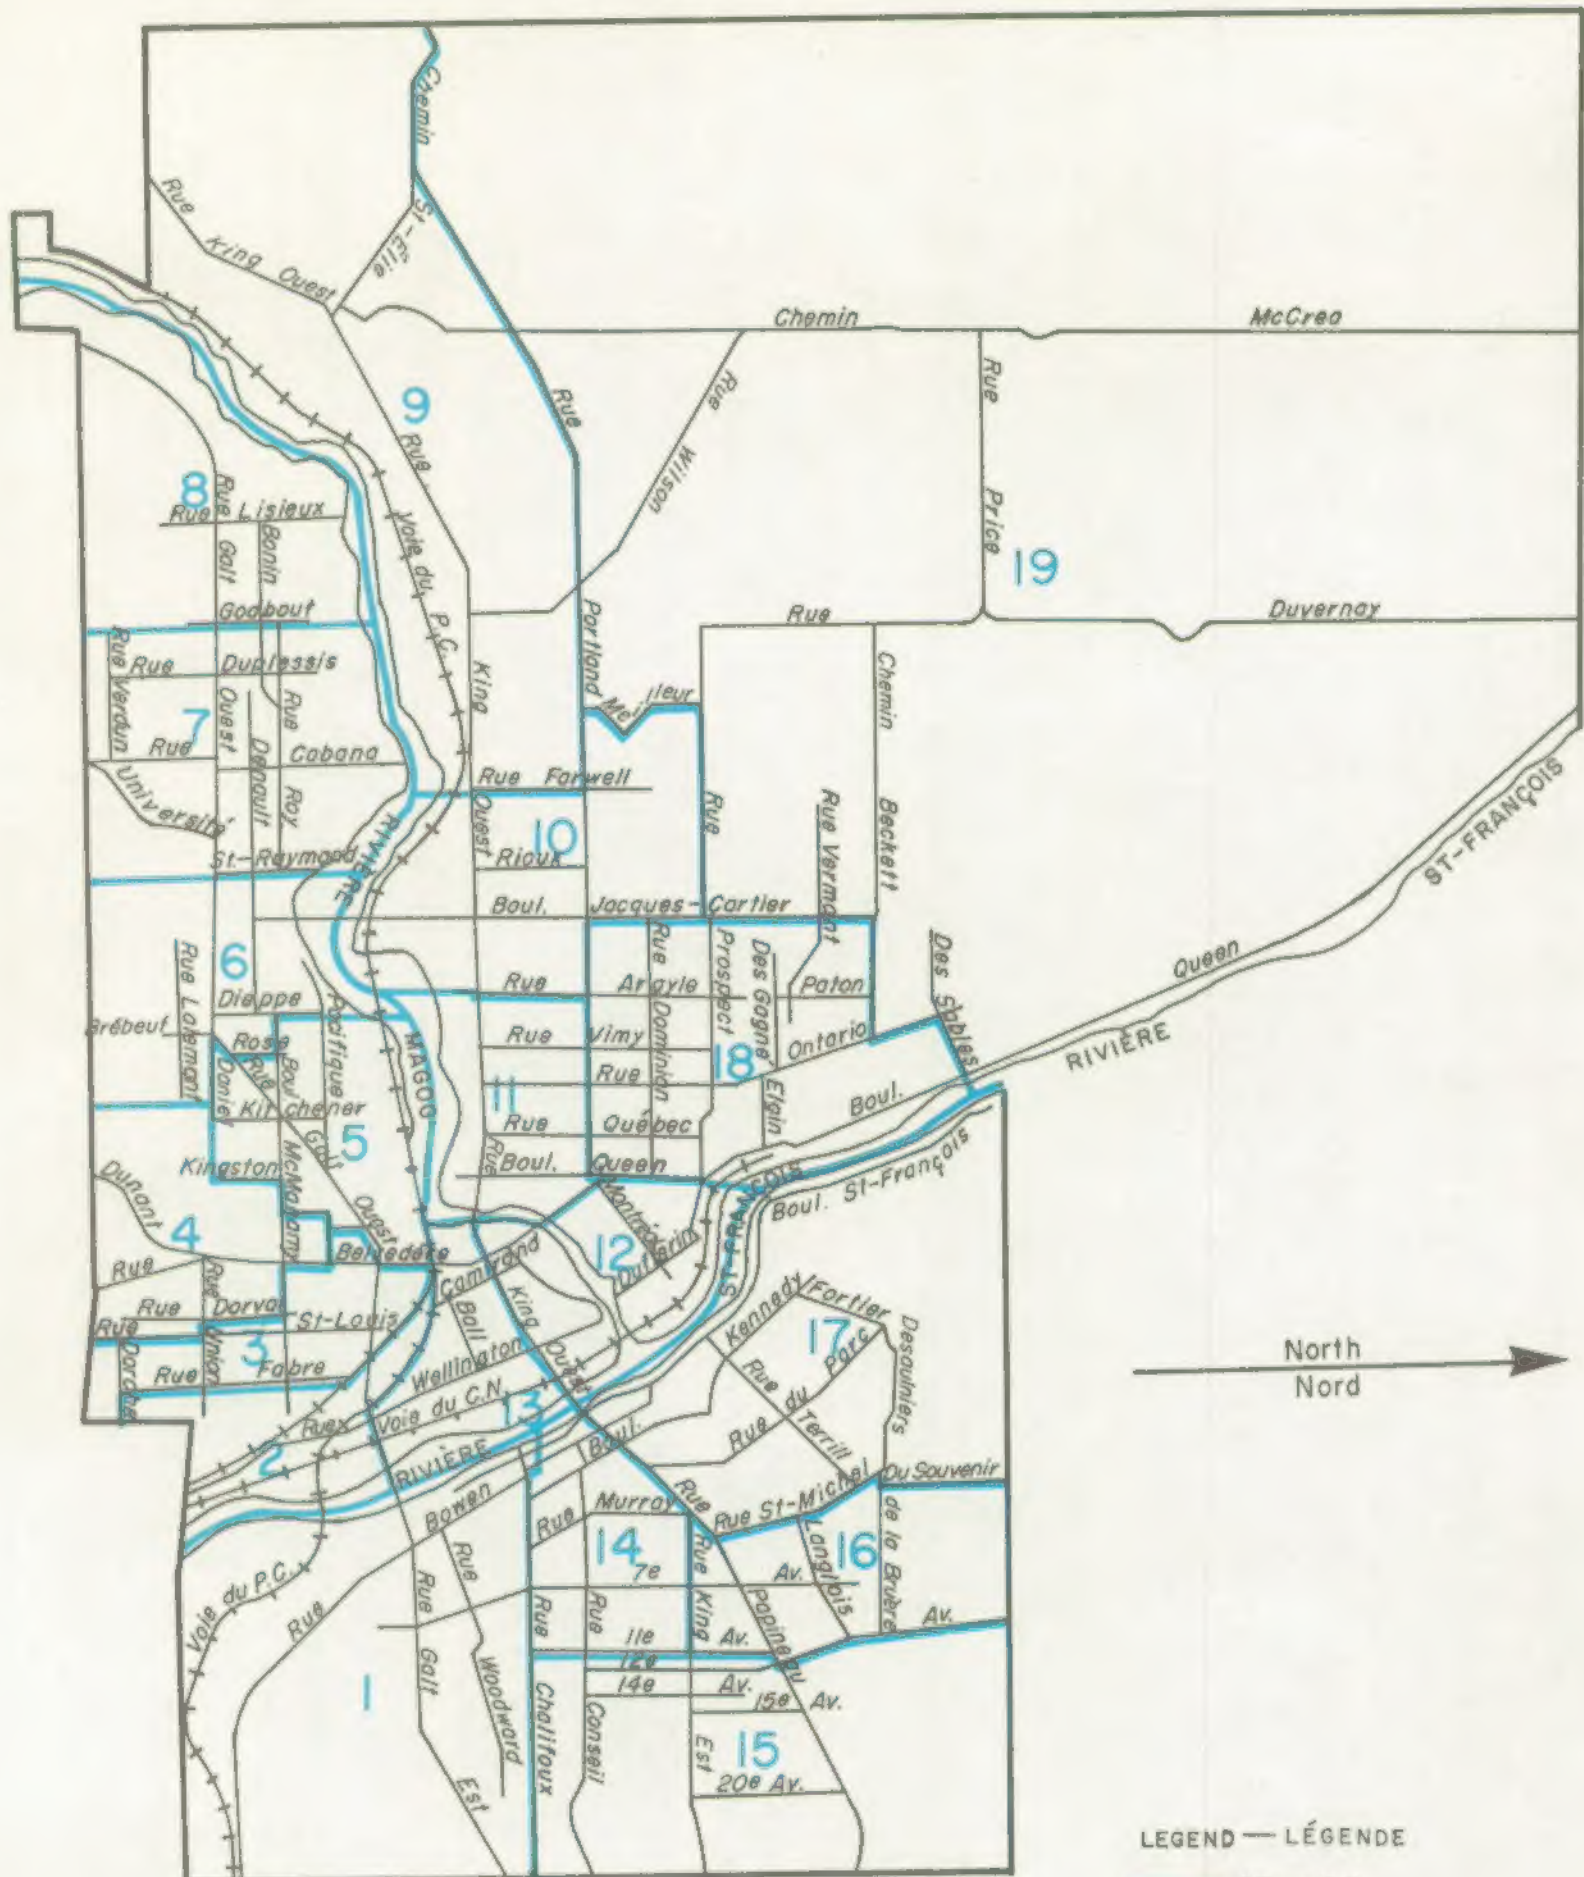 Chemin
St-Élie
Rue
King Ouest
Chemin
McCrea
9
Rue
Rue
Rue
Wilson
Rue
Price
19
8
Rue Lisieux
Rue
Galt
Bonin
Voie du P.C.
Godbout
Rue
Duvernay
Portland
Rue Verdun
Rue Duplessis
King
Meilleur
Chemin
Beckett
7
Ouest
Rue
Roy
Rue
Cabana
Denault
Université
Rue Farwell
Ouest
10
Rue
Rue Vermont
ST-FRANÇOIS
St-Raymond
RIVIÈRE
Rioux
Boul. Jacques-Cartier
6
Rue Lalemant
Rue Argyle
Rue
Dominion
Prospect
Des Gagné
Paton
Des Sables
Queen
Dieppe
Pacifique
Brébeuf
Rose
MAGOG
Rue Vimy
18
Ontario
RIVIÈRE
Daniel
Rue
Boul
McManamy
Kitchener
5
11
Rue
Elgin
Boul.
Galt
Ouest
Rue Québec
Kingston
Rue
Boul. Queen
Boul. St-François
Dunant
4
Montréal
12
Dufferin
ST-FRANÇOIS
Rue
Belvedère
Camirand
Rue
Union
Rue Dorval
St-Louis
Ball
King
Ouest
Kennedy
Fortier
17
Desaulniers
Rue
3
Rue Fabre
Wellington
Rue
Terrill
Rue du Parc
North
Nord
Voie du C.N.
13
2
RIVIÈRE
Boul.
Rue St-Michel
Du Souvenir
Bowen
Rue
Rue Murray
Rue
14
7e
Av.
Langlois
16
de la Bruère
Voie du P.C.
Rue
Rue
Galt
Est
Rue
Woodward
Rue
Chalifoux
Rue
Conseil
Rue
King
Est
Papineau
11e Av.
Av.
12e
14e Av.
15e Av.
1
15
20e Av.
LEGEND — LÉGENDE